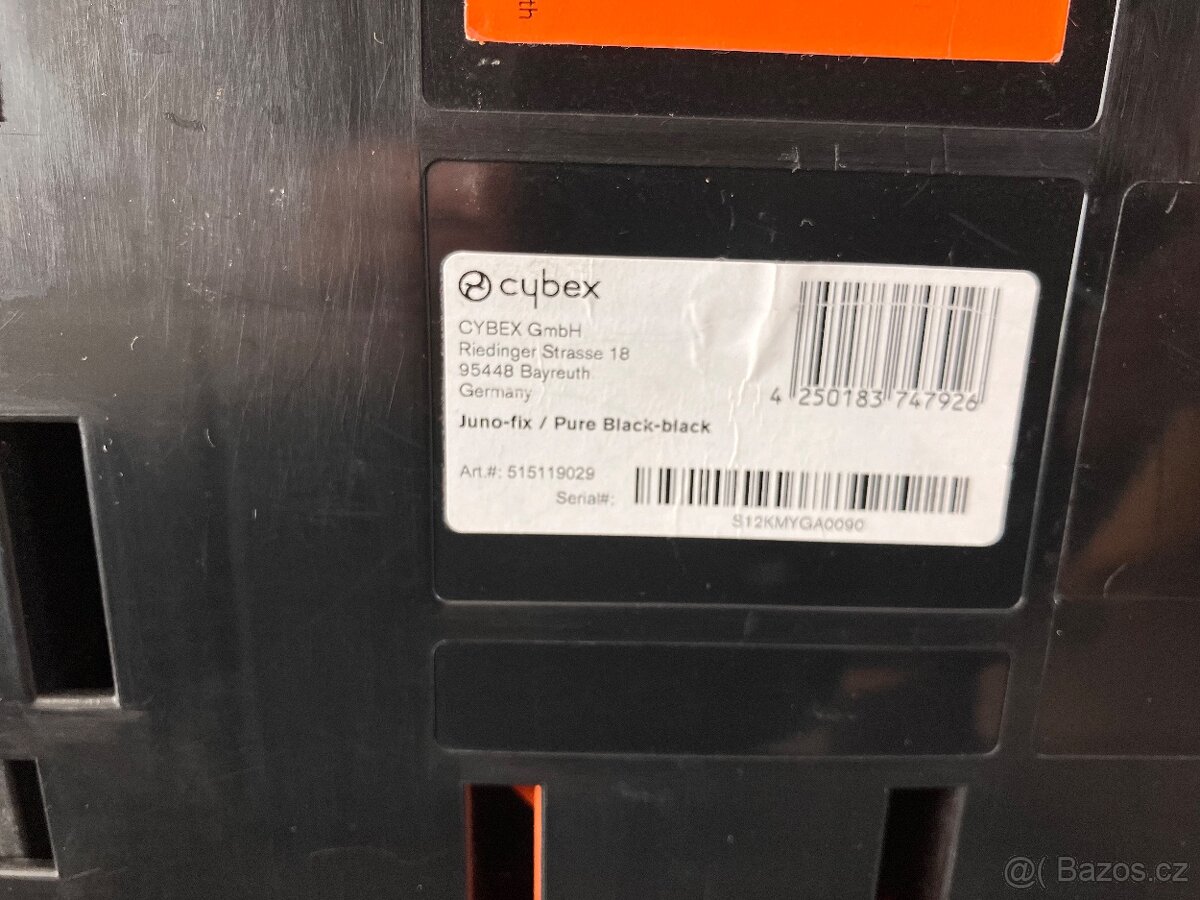 th
cybex
CYBEX GmbH
Riedinger Strasse 18
95448 Bayreuth
Germany
4 250183 747926
Juno-fix / Pure Black-black
Art.#: 515119029
Serial#:
S12KMYGA0090
@( Bazos.cz